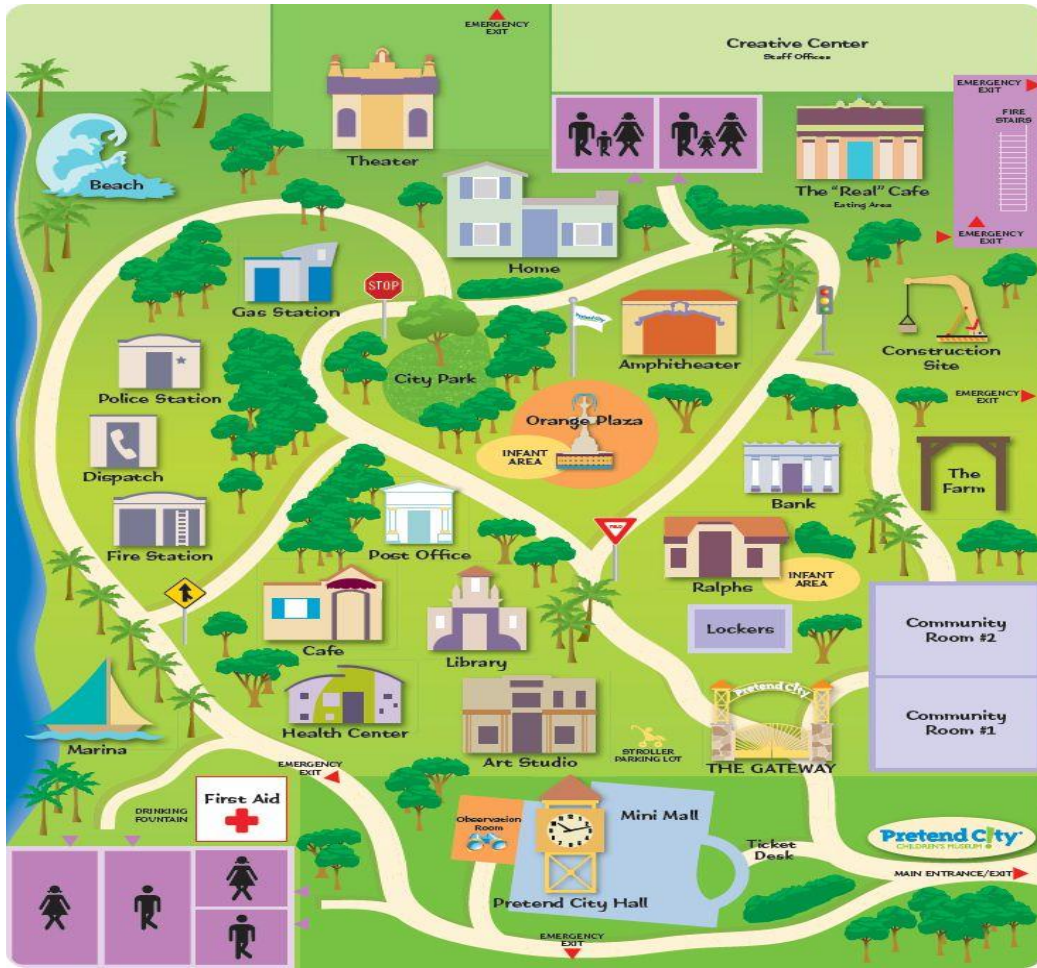 EMERGENCY
EXIT
Creative Center
Staff Offices
EMERGENCY
EXIT
FIRE
STAIRS
Theater
Beach
The "Real" Cafe
Eating Area
EMERGENCY
EXIT
Home
STOP
Gas Station
Pretend City
Amphitheater
Construction
Site
City Park
Police Station
EMERGENCY
EXIT
Orange Plaza
INFANT
AREA
Dispatch
The
Farm
Bank
YIELD
Fire Station
Post Office
Ralphs
INFANT
AREA
Lockers
Community
Room #2
Cafe
Library
Pretend City
Community
Room #1
Health Center
Marina
Art Studio
STROLLER
PARKING LOT
THE GATEWAY
EMERGENCY
EXIT
First Aid
DRINKING
FOUNTAIN
Observation
Room
Mini Mall
Ticket
Desk
Pretend C!ty
CHILDREN'S MUSEUM
MAIN ENTRANCE/EXIT
Pretend City Hall
EMERGENCY
EXIT